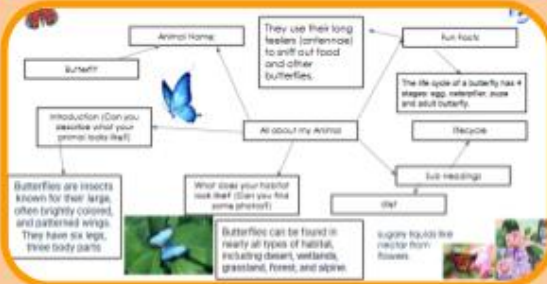 Animal Name
Butterfly
They use their long
feelers (antennae)
to sniff out food
and other
butterflies.
Fun Facts
The life cycle of a butterfly has 4
stages: egg, caterpillar, pupa
and adult butterfly.
Introduction (Can you
describe what your
animal looks like?)
All about my Animal
lifecycle
Butterflies are insects
known for their large,
often brightly colored,
and patterned wings.
They have six legs,
three body parts
What does your habitat
look like? (Can you find
some photos?)
Sub Headings
diet
Butterflies can be found in
nearly all types of habitat,
including desert, wetlands,
grassland, forest, and alpine.
sugary liquids like
nectar from
flowers